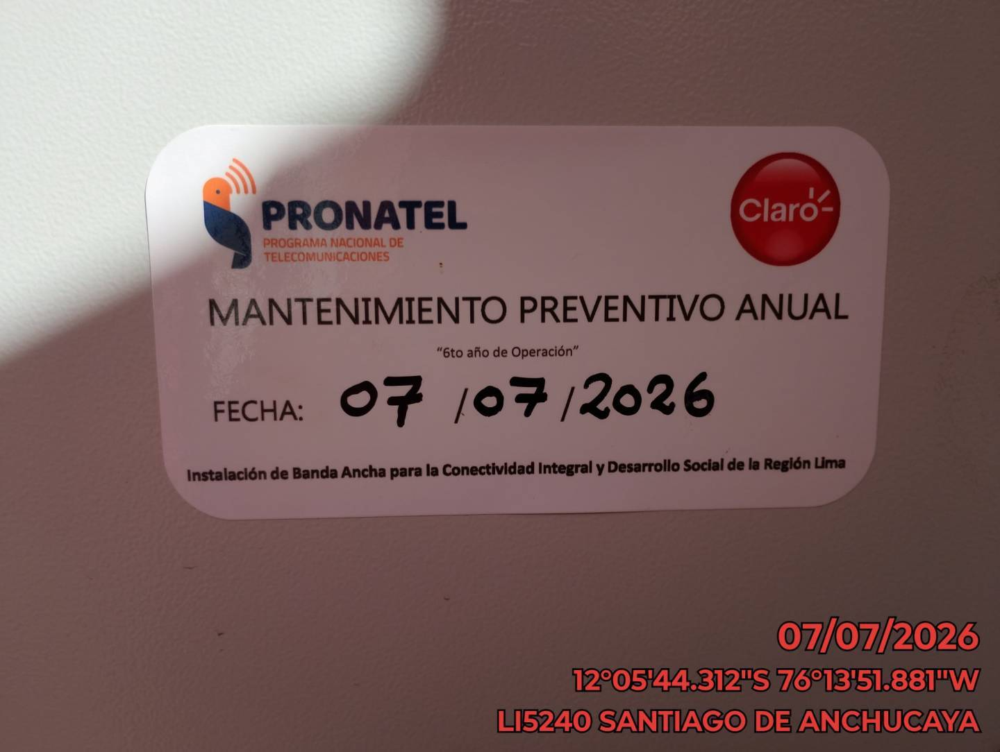 PRONATEL
PROGRAMA NACIONAL DE
TELECOMUNICACIONES
Claro
MANTENIMIENTO PREVENTIVO ANUAL
“6to año de Operación”
FECHA: 07 / 07 / 2026
Instalación de Banda Ancha para la Conectividad Integral y Desarrollo Social de la Región Lima
07/07/2026
12°05'44.312"S 76°13'51.881"W
LI5240 SANTIAGO DE ANCHUCAYA